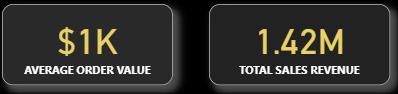 $1K
AVERAGE ORDER VALUE
1.42M
TOTAL SALES REVENUE